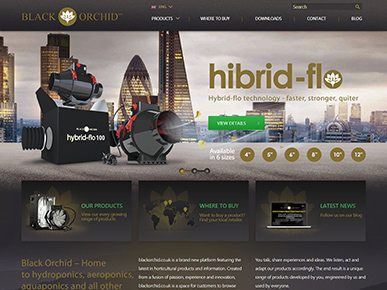 BLACK ORCHID
ENG
Search
PRODUCTS
WHERE TO BUY
DOWNLOADS
CONTACT
BLOG
hibrid-flo
Hybrid-flo technology - faster, stronger, quiter
VIEW DETAILS
BLACK ORCHID
hybrid-flo 100
Available
in 6 sizes
4" 5" 6" 8" 10" 12"
OUR PRODUCTS
View our every growing
range of products
WHERE TO BUY
Want to buy a product?
Find your local retailer
LATEST NEWS
Follow us on our blog
Black Orchid – Home
to hydroponics, aeroponics,
aquaponics and all other
blackorchid.co.uk is a brand new platform featuring the
latest in horticultural products and information. Created
from a fusion of passion, experience and innovation,
blackorchid.co.uk is a space for customers to browse
You talk, share experiences and ideas. We listen, act and
adapt our products accordingly. The end result is a unique
range of products developed by you, engineered by us and
used by everyone.